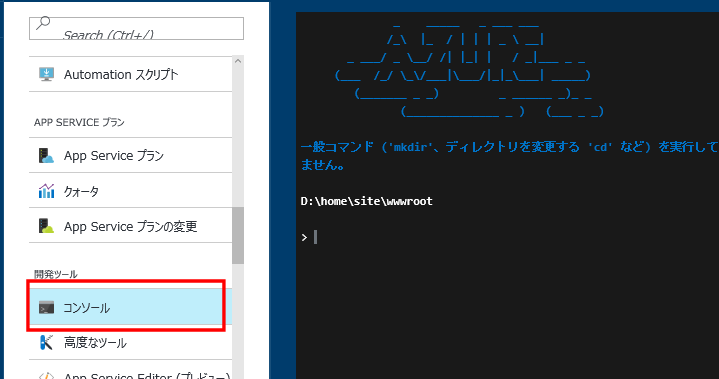 Search (Ctrl+/)
Automation スクリプト
APP SERVICE プラン
App Service プラン
クォータ
App Service プランの変更
開発ツール
コンソール
高度なツール
App Service Editor (プレビュー)
一般コマンド ('mkdir'、ディレクトリを変更する 'cd' など) を実行して
ません。
D:\home\site\wwwroot
>